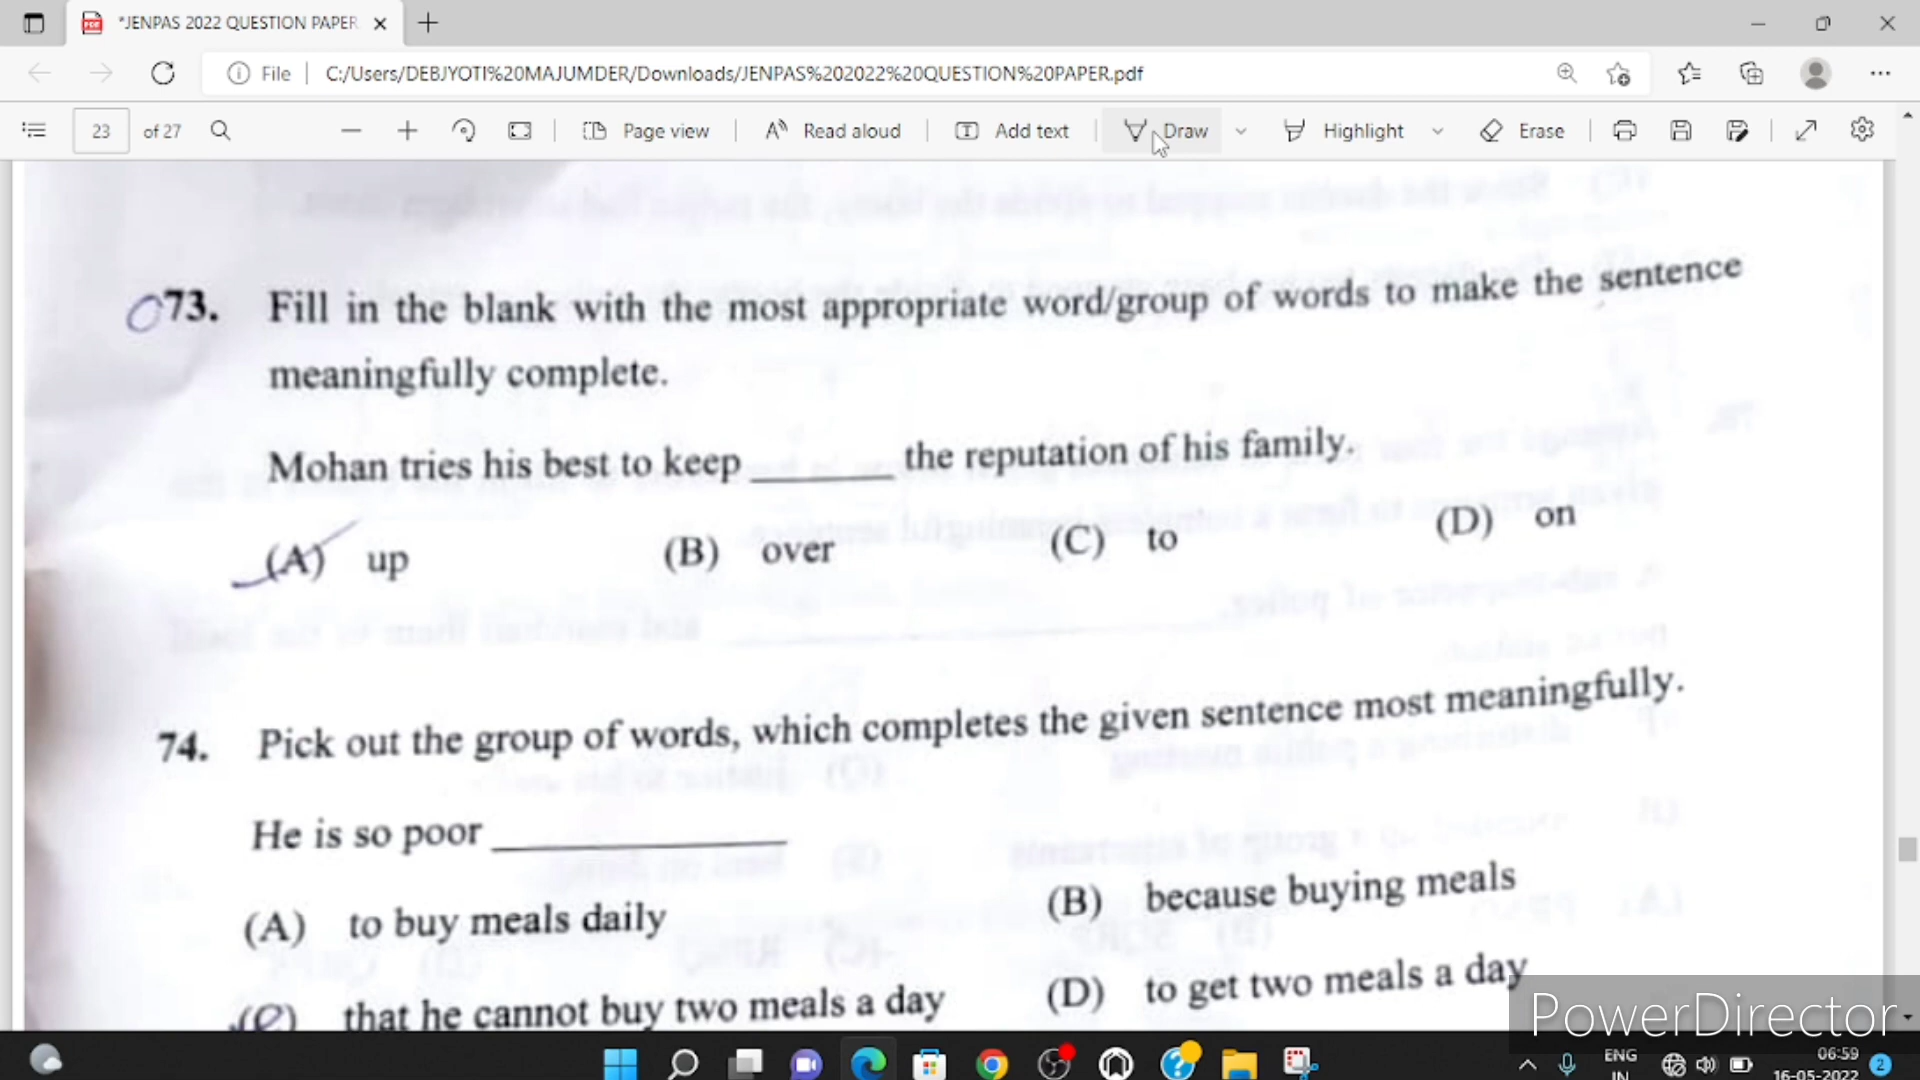 *JENPAS 2022 QUESTION PAPER
File C:/Users/DEBJYOTI%20MAJUMDER/Downloads/JENPAS%202022%20QUESTION%20PAPER.pdf
23 of 27 Page view Read aloud Add text Draw Highlight Erase
73. Fill in the blank with the most appropriate word/group of words to make the sentence
meaningfully complete.
Mohan tries his best to keep ______ the reputation of his family.
(A) up (B) over (C) to (D) on
74. Pick out the group of words, which completes the given sentence most meaningfully.
He is so poor ______
(A) to buy meals daily (B) because buying meals
(C) that he cannot buy two meals a day (D) to get two meals a day
PowerDirector
ENG
IN
06:59
16-05-2022
2